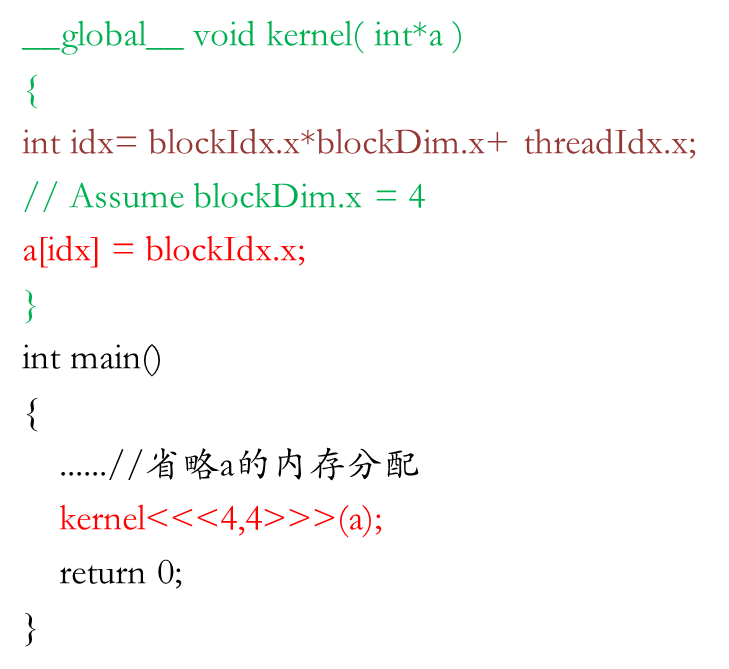 __global__ void kernel( int*a )
{
int idx= blockIdx.x*blockDim.x+ threadIdx.x;
// Assume blockDim.x = 4
a[idx] = blockIdx.x;
}
int main()
{
......//省略a的内存分配
kernel<<<4,4>>>(a);
return 0;
}